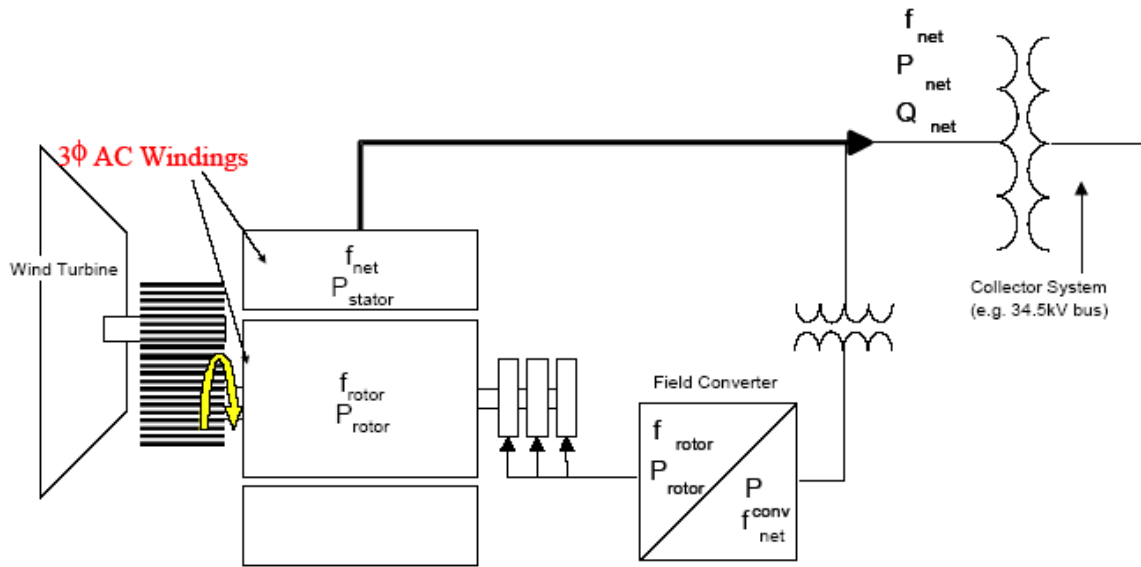 f net
P net
Q net
3ϕ AC Windings
Wind Turbine
f net
P stator
Collector System
(e.g. 34.5kV bus)
Field Converter
f rotor
P rotor
f rotor
P rotor
P conv
f net